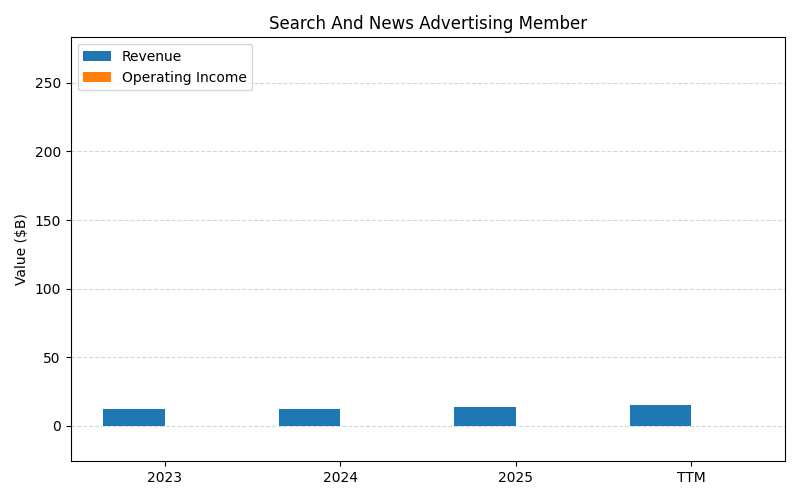 Search And News Advertising Member
Revenue
Operating Income
Value ($B)
250
200
150
100
50
0
2023 2024 2025 TTM